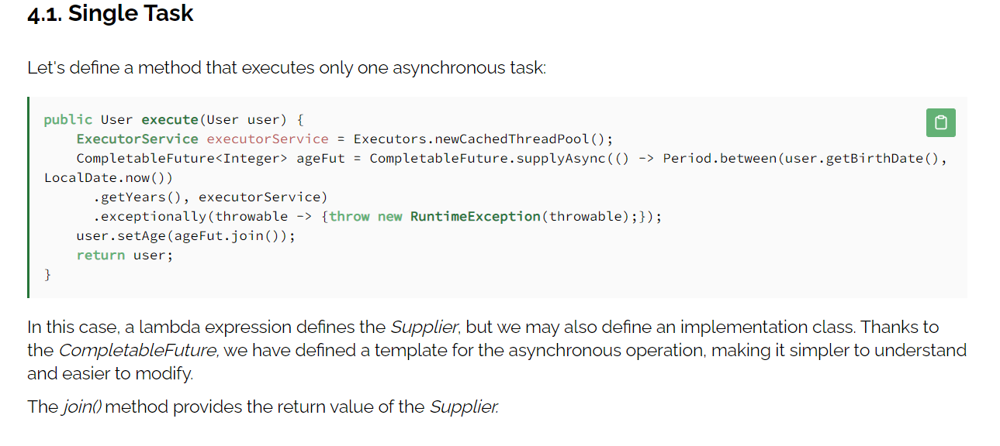 4.1. Single Task
Let's define a method that executes only one asynchronous task:
public User execute(User user) {
    ExecutorService executorService = Executors.newCachedThreadPool();
    CompletableFuture<Integer> ageFut = CompletableFuture.supplyAsync(() -> Period.between(user.getBirthDate(),
LocalDate.now())
      .getYears(), executorService)
      .exceptionally(throwable -> {throw new RuntimeException(throwable);});
    user.setAge(ageFut.join());
    return user;
}
In this case, a lambda expression defines the Supplier, but we may also define an implementation class. Thanks to
the CompletableFuture, we have defined a template for the asynchronous operation, making it simpler to understand
and easier to modify.
The join() method provides the return value of the Supplier.